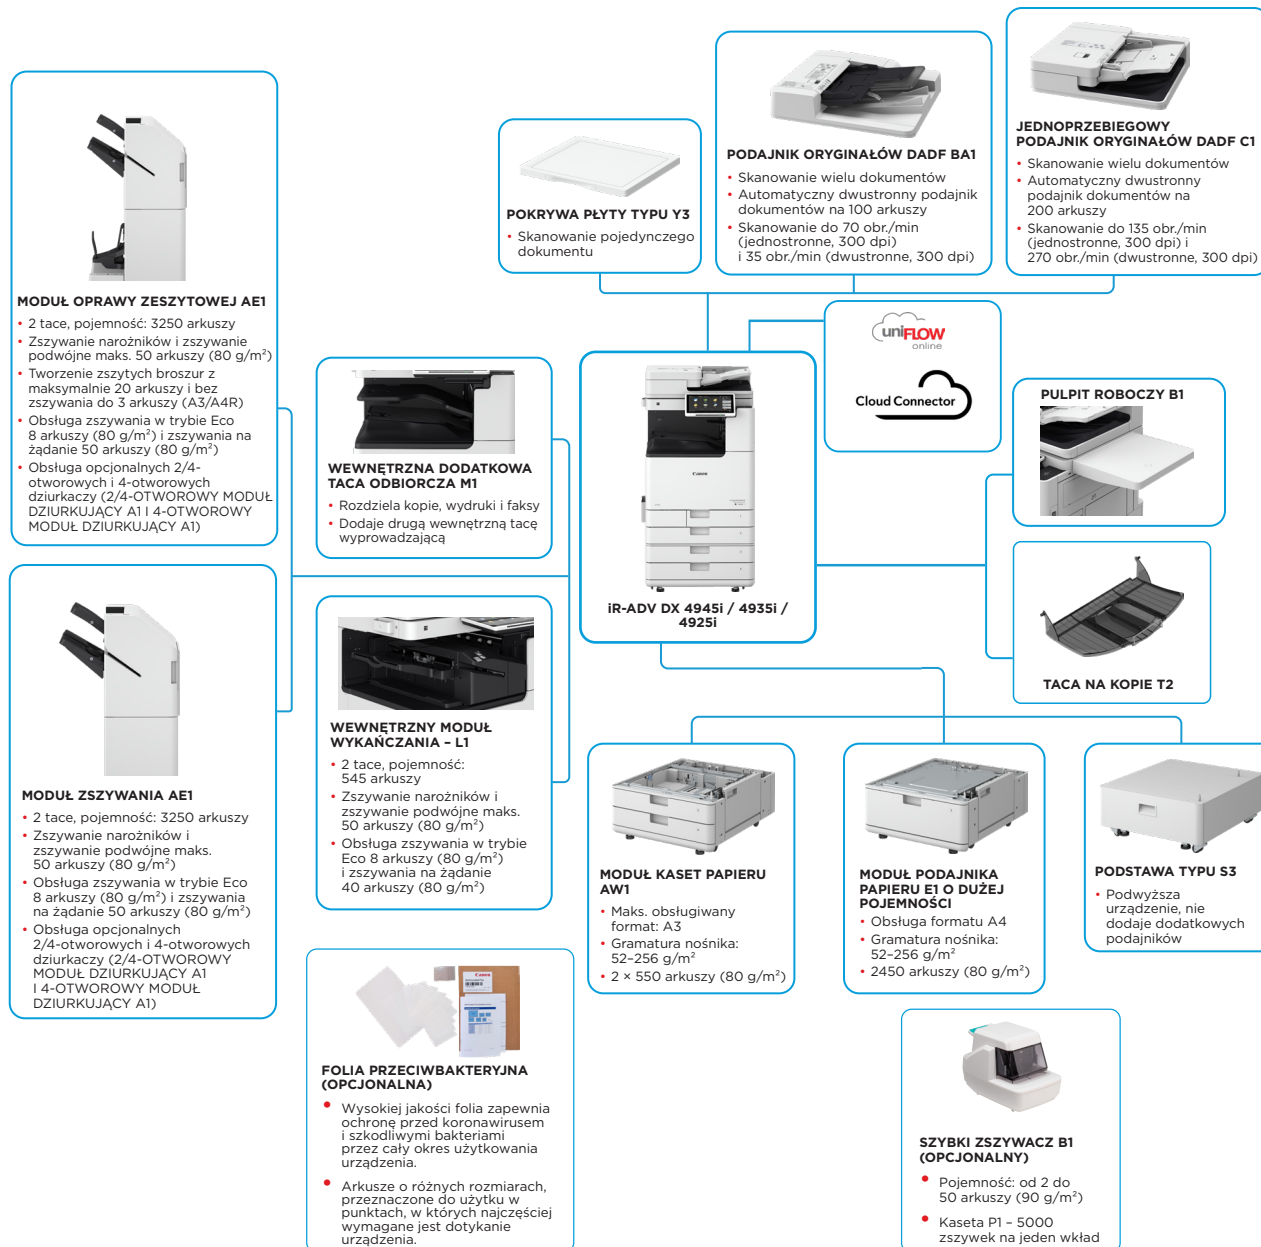 MODUŁ OPRAWY ZESZYTOWEJ AE1
• 2 tace, pojemność: 3250 arkuszy
• Zszywanie narożników i zszywanie
podwójne maks. 50 arkuszy (80 g/m²)
• Tworzenie zszytych broszur z
maksymalnie 20 arkuszy i bez
zszywania do 3 arkuszy (A3/A4R)
• Obsługa zszywania w trybie Eco
8 arkuszy (80 g/m²) i zszywania na
żądanie 50 arkuszy (80 g/m²)
• Obsługa opcjonalnych 2/4-
otworowych i 4-otworowych
dziurkaczy (2/4-OTWOROWY MODUŁ
DZIURKUJĄCY A1 I 4-OTWOROWY
MODUŁ DZIURKUJĄCY A1)
MODUŁ ZSZYWANIA AE1
• 2 tace, pojemność: 3250 arkuszy
• Zszywanie narożników i
zszywanie podwójne maks.
50 arkuszy (80 g/m²)
• Obsługa zszywania w trybie Eco
8 arkuszy (80 g/m²) i zszywania
na żądanie 50 arkuszy (80 g/m²)
• Obsługa opcjonalnych
2/4-otworowych i 4-otworowych
dziurkaczy (2/4-OTWOROWY
MODUŁ DZIURKUJĄCY A1
I 4-OTWOROWY MODUŁ
DZIURKUJĄCY A1)
POKRYWA PŁYTY TYPU Y3
• Skanowanie pojedynczego
dokumentu
PODAJNIK ORYGINAŁÓW DADF BA1
• Skanowanie wielu dokumentów
• Automatyczny dwustronny podajnik
dokumentów na 100 arkuszy
• Skanowanie do 70 obr./min
(jednostronne, 300 dpi)
i 35 obr./min (dwustronne, 300 dpi)
JEDNOPRZEBIEGOWY
PODAJNIK ORYGINAŁÓW DADF C1
• Skanowanie wielu dokumentów
• Automatyczny dwustronny
podajnik dokumentów na
200 arkuszy
• Skanowanie do 135 obr./min
(jednostronne, 300 dpi) i
270 obr./min (dwustronne, 300 dpi)
WEWNĘTRZNA DODATKOWA
TACA ODBIORCZA M1
• Rozdziela kopie, wydruki i faksy
• Dodaje drugą wewnętrzną tacę
wyprowadzającą
WEWNĘTRZNY MODUŁ
WYKAŃCZANIA – L1
• 2 tace, pojemność:
545 arkuszy
• Zszywanie narożników i
zszywanie podwójne maks.
50 arkuszy (80 g/m²)
• Obsługa zszywania w trybie
Eco 8 arkuszy (80 g/m²)
i zszywania na żądanie
40 arkuszy (80 g/m²)
Canon
iR-ADV DX 4945i / 4935i /
4925i
uniFLOW
online
Cloud Connector
PULPIT ROBOCZY B1
TACA NA KOPIE T2
MODUŁ KASET PAPIERU
AW1
• Maks. obsługiwany
format: A3
• Gramatura nośnika:
52–256 g/m²
• 2 × 550 arkuszy (80 g/m²)
MODUŁ PODAJNIKA
PAPIERU E1 O DUŻEJ
POJEMNOŚCI
• Obsługa formatu A4
• Gramatura nośnika:
52–256 g/m²
• 2450 arkuszy (80 g/m²)
PODSTAWA TYPU S3
• Podwyższa
urządzenie, nie
dodaje dodatkowych
podajników
Canon
FOLIA PRZECIWBAKTERYJNA
(OPCJONALNA)
• Wysokiej jakości folia zapewnia
ochronę przed koronawirusem
i szkodliwymi bakteriami
przez cały okres użytkowania
urządzenia.
• Arkusze o różnych rozmiarach,
przeznaczone do użytku w
punktach, w których najczęściej
wymagane jest dotykanie
urządzenia.
SZYBKI ZSZYWACZ B1
(OPCJONALNY)
• Pojemność: od 2 do
50 arkuszy (90 g/m²)
• Kaseta P1 – 5000
zszywek na jeden wkład